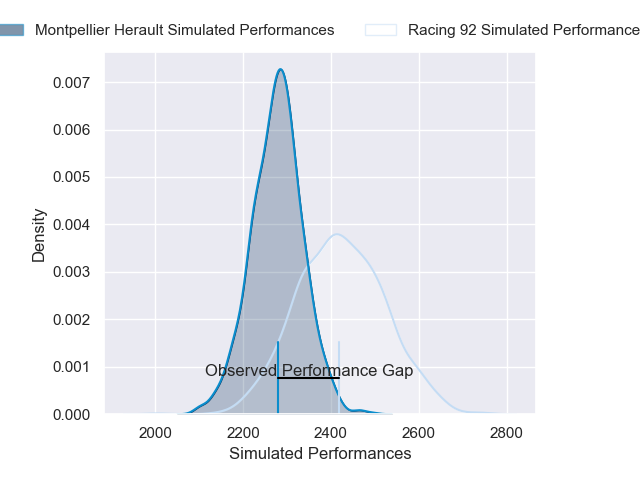 Montpellier Herault Simulated Performances
Racing 92 Simulated Performance
0.007
0.006
0.005
0.004
0.003
0.002
0.001
0.000
Density
Observed Performance Gap
2000 2200 2400 2600 2800
Simulated Performances